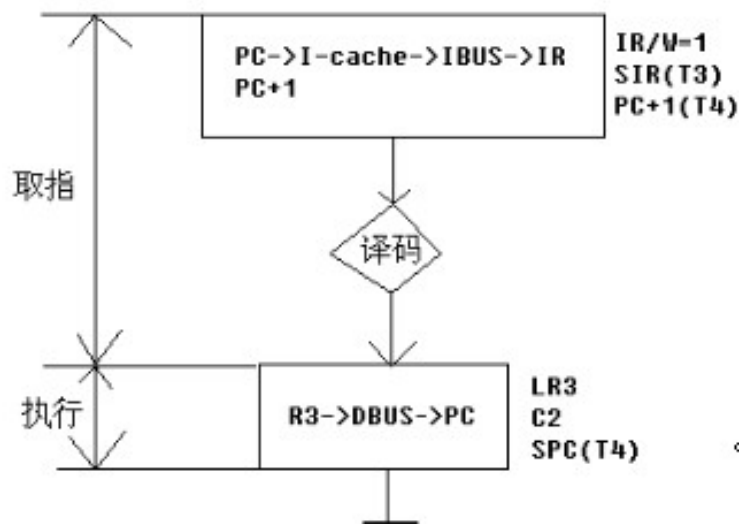 PC->I-cache->IBUS->IR
PC+1
IR/W=1
SIR(T3)
PC+1(T4)
取指
译码
执行
R3->DBUS->PC
LR3
C2
SPC(T4)